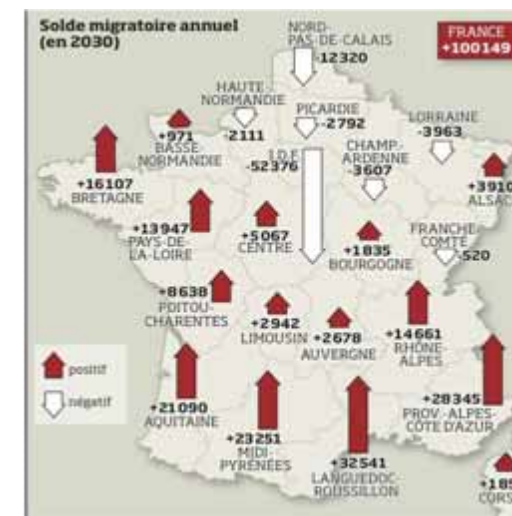 Solde migratoire annuel
(en 2030)
FRANCE
+100149
NORD-
PAS-DE-CALAIS
-12320
HAUTE-
NORMANDIE
-2111
PICARDIE
-2792
LORRAINE
-3963
+971
BASSE-
NORMANDIE
I.D.F.
-52376
CHAMP.-
ARDENNE
-3607
+3910
ALSAC
+16107
BRETAGNE
+13947
PAYS-DE-
LA-LOIRE
+5067
CENTRE
+1835
BOURGOGNE
FRANCHE-
COMTÉ
-520
+8638
POITOU-
CHARENTES
+2942
LIMOUSIN
+2678
AUVERGNE
+14661
RHÔNE-
ALPES
positif
négatif
+21090
AQUITAINE
+23251
MIDI-
PYRÉNÉES
+32541
LANGUEDOC-
ROUSSILLON
+28345
PROV.-ALPES-
CÔTE D'AZUR
+189
CORS